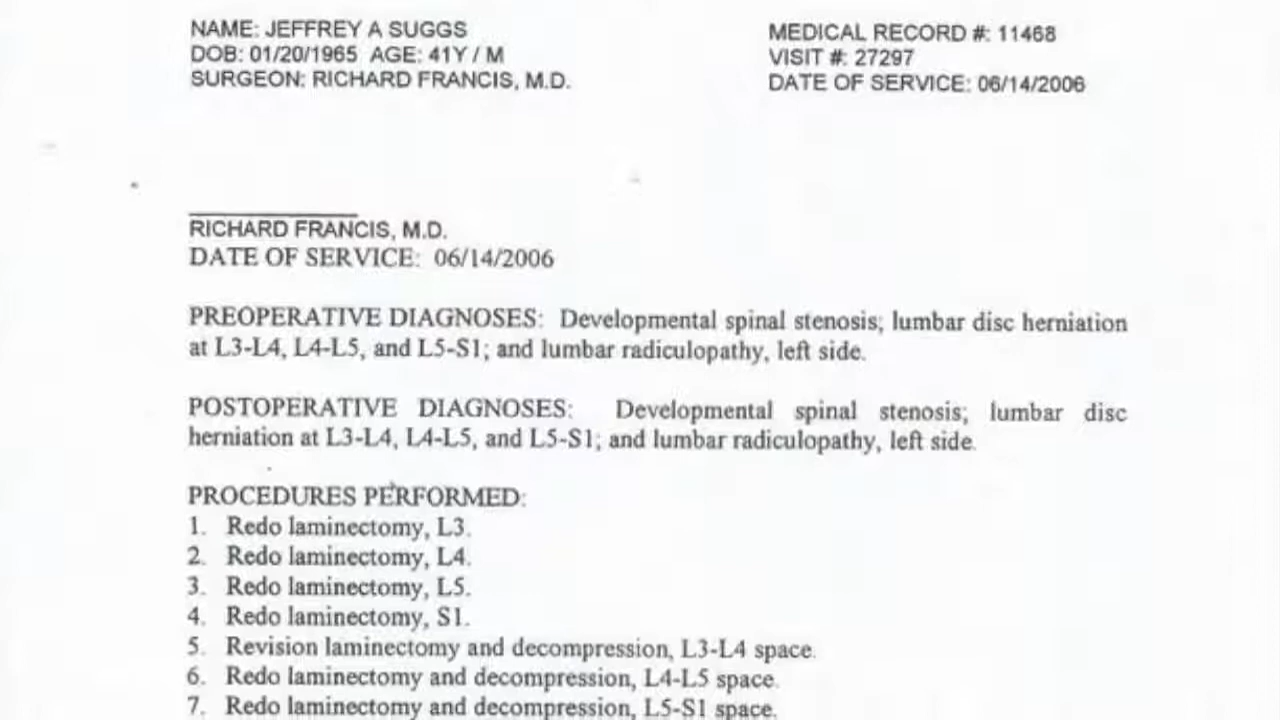 NAME: JEFFREY A SUGGS
DOB: 01/20/1965 AGE: 41Y / M
SURGEON: RICHARD FRANCIS, M.D.
MEDICAL RECORD #: 11468
VISIT #: 27297
DATE OF SERVICE: 06/14/2006
RICHARD FRANCIS, M.D.
DATE OF SERVICE: 06/14/2006
PREOPERATIVE DIAGNOSES: Developmental spinal stenosis; lumbar disc herniation
at L3-L4, L4-L5, and L5-S1; and lumbar radiculopathy, left side.
POSTOPERATIVE DIAGNOSES: Developmental spinal stenosis; lumbar disc
herniation at L3-L4, L4-L5, and L5-S1; and lumbar radiculopathy, left side.
PROCEDURES PERFORMED:
1. Redo laminectomy, L3.
2. Redo laminectomy, L4.
3. Redo laminectomy, L5.
4. Redo laminectomy, S1.
5. Revision laminectomy and decompression, L3-L4 space.
6. Redo laminectomy and decompression, L4-L5 space.
7. Redo laminectomy and decompression, L5-S1 space.